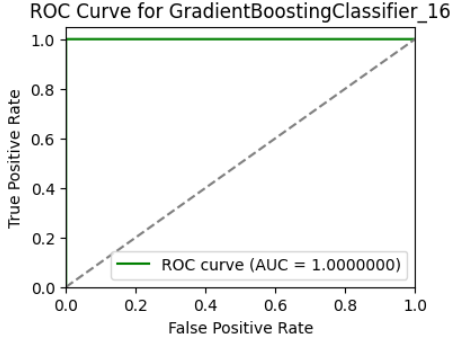 ROC Curve for GradientBoostingClassifier_16
True Positive Rate
1.0
0.8
0.6
0.4
0.2
0.0
ROC curve (AUC = 1.0000000)
0.0 0.2 0.4 0.6 0.8 1.0
False Positive Rate